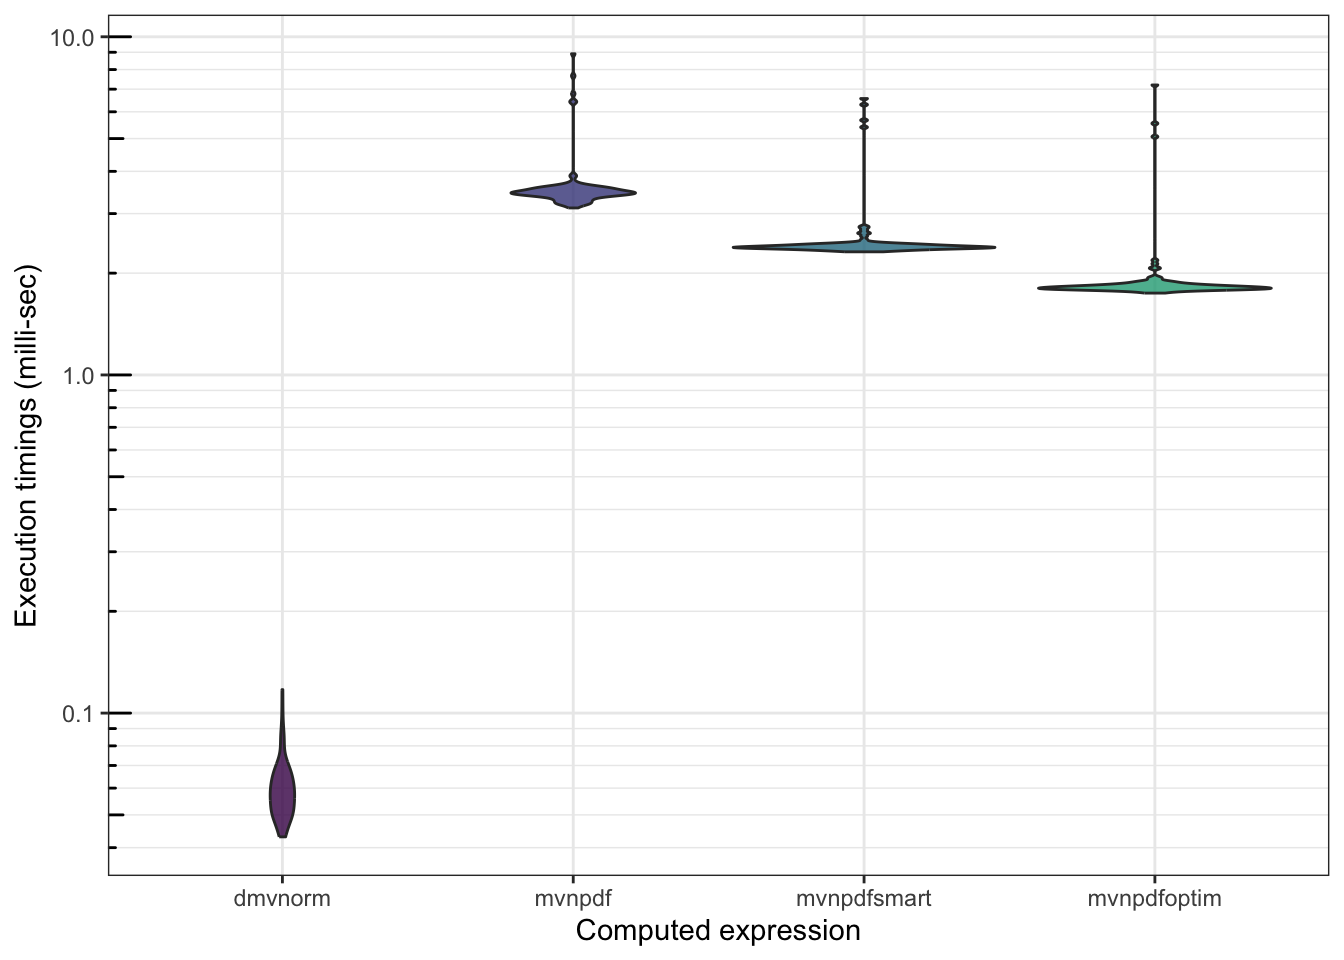 10.0
1.0
0.1
Execution timings (milli-sec)
dmvnorm mvnpdf mvnpdfsmart mvnpdfoptim
Computed expression